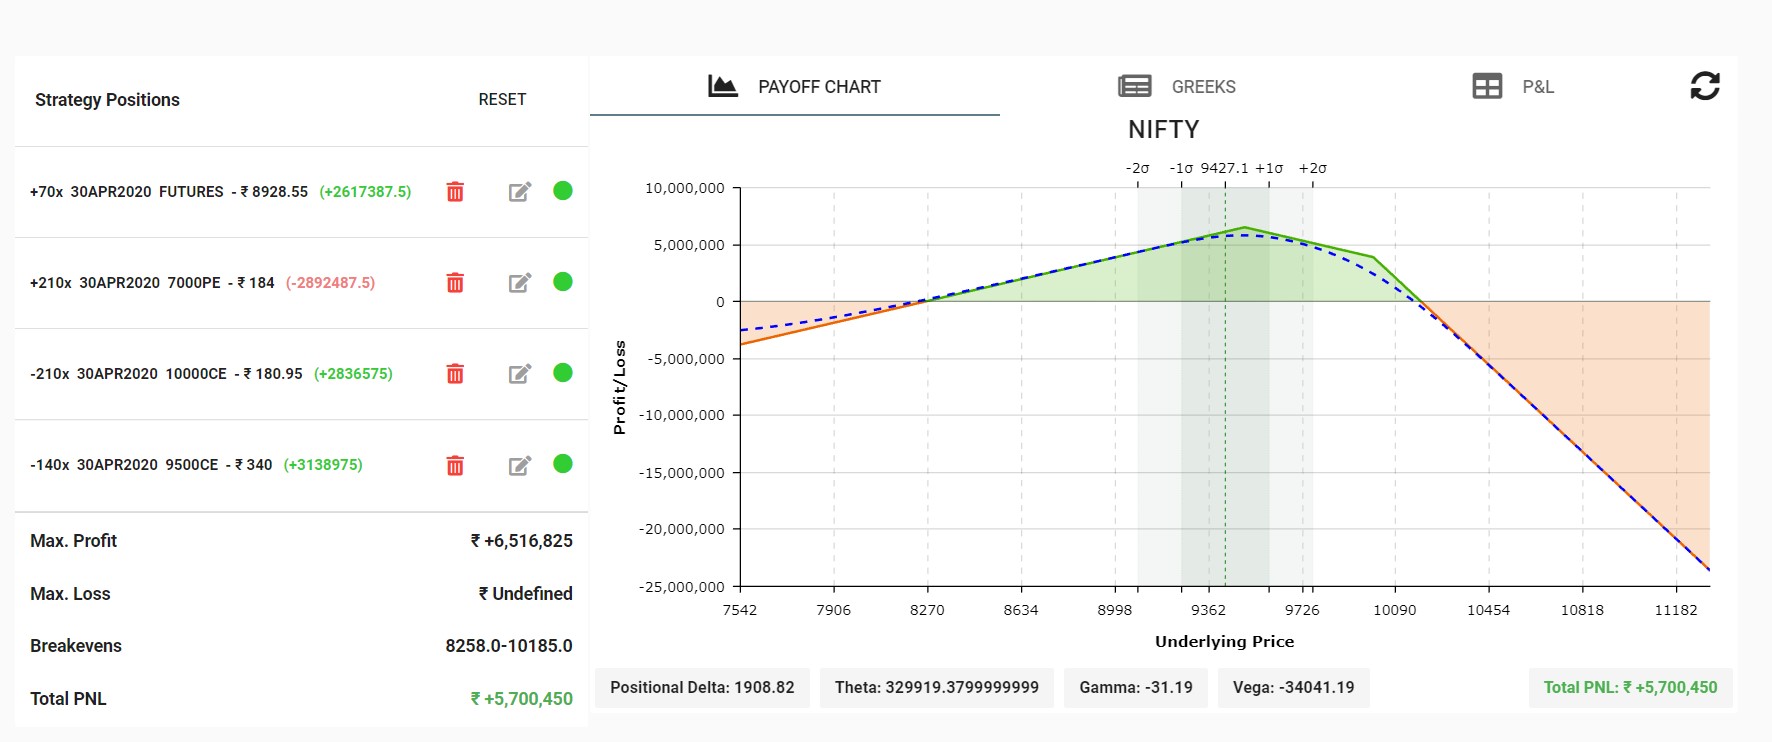 Strategy Positions RESET
+70x 30APR2020 FUTURES - ₹ 8928.55 (+2617387.5)
+210x 30APR2020 7000PE - ₹ 184 (-2892487.5)
-210x 30APR2020 10000CE - ₹ 180.95 (+2836575)
-140x 30APR2020 9500CE - ₹ 340 (+3138975)
Max. Profit ₹ +6,516,825
Max. Loss ₹ Undefined
Breakevens 8258.0-10185.0
Total PNL ₹ +5,700,450
PAYOFF CHART GREEKS P&L
NIFTY
-2σ -1σ 9427.1 +1σ +2σ
10,000,000
5,000,000
0
-5,000,000
-10,000,000
-15,000,000
-20,000,000
-25,000,000
Profit/Loss
7542 7906 8270 8634 8998 9362 9726 10090 10454 10818 11182
Underlying Price
Positional Delta: 1908.82 Theta: 329919.3799999999 Gamma: -31.19 Vega: -34041.19 Total PNL: ₹ +5,700,450